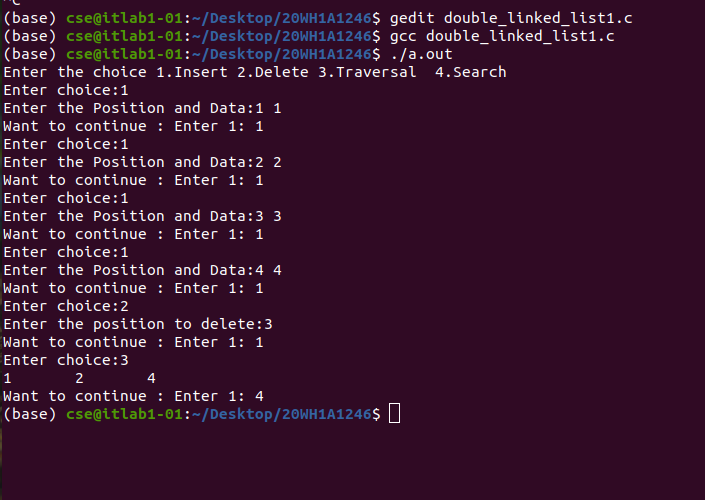 ^C
(base) cse@itlab1-01:~/Desktop/20WH1A1246$ gedit double_linked_list1.c
(base) cse@itlab1-01:~/Desktop/20WH1A1246$ gcc double_linked_list1.c
(base) cse@itlab1-01:~/Desktop/20WH1A1246$ ./a.out
Enter the choice 1.Insert 2.Delete 3.Traversal  4.Search
Enter choice:1
Enter the Position and Data:1 1
Want to continue : Enter 1: 1
Enter choice:1
Enter the Position and Data:2 2
Want to continue : Enter 1: 1
Enter choice:1
Enter the Position and Data:3 3
Want to continue : Enter 1: 1
Enter choice:1
Enter the Position and Data:4 4
Want to continue : Enter 1: 1
Enter choice:2
Enter the position to delete:3
Want to continue : Enter 1: 1
Enter choice:3
1       2       4
Want to continue : Enter 1: 4
(base) cse@itlab1-01:~/Desktop/20WH1A1246$